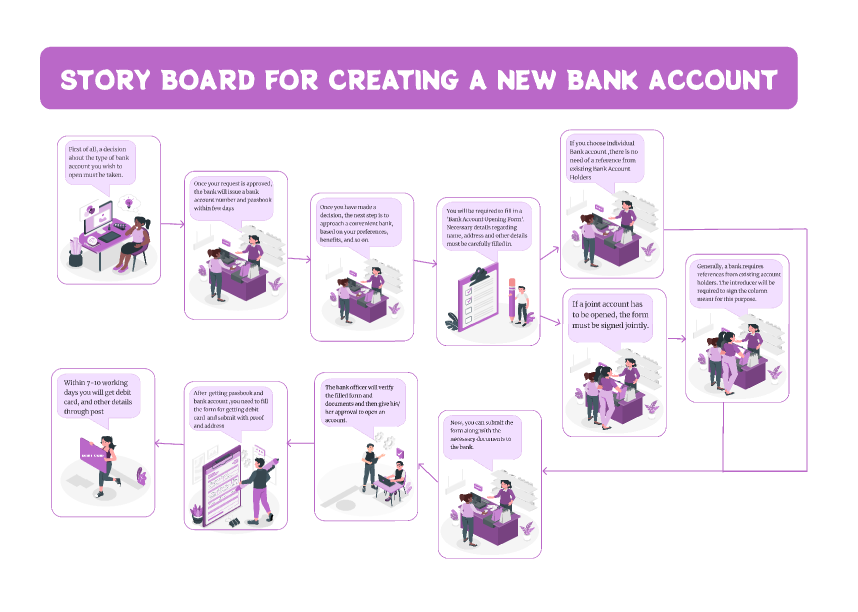 STORY BOARD FOR CREATING A NEW BANK ACCOUNT
First of all, a decision
about the type of bank
account you wish to
open must be taken.
Once your request is approved,
the bank will issue a bank
account number and passbook
within few days
Once you have made a
decision, the next step is to
approach a convenient bank,
based on your preferences,
benefits, and so on.
You will be required to fill in a
'Bank Account Opening Form'.
Necessary details regarding
name, address and other details
must be carefully filled in.
If you choose individual
Bank account ,there is no
need of a reference from
existing Bank Account
Holders
If a joint account has
to be opened, the form
must be signed jointly.
Generally, a bank requires
references from existing account
holders. The introducer will be
required to sign the column
meant for this purpose.
Now, you can submit the
form along with the
necessary documents to
the bank.
The bank officer will verify
the filled form and
documents and then give his/
her approval to open an
account.
After getting passbook and
bank account ,you need to fill
the form for getting debit
card and submit with proof
and address
Within 7-10 working
days you will get debit
card, and other details
through post
DEBIT CARD